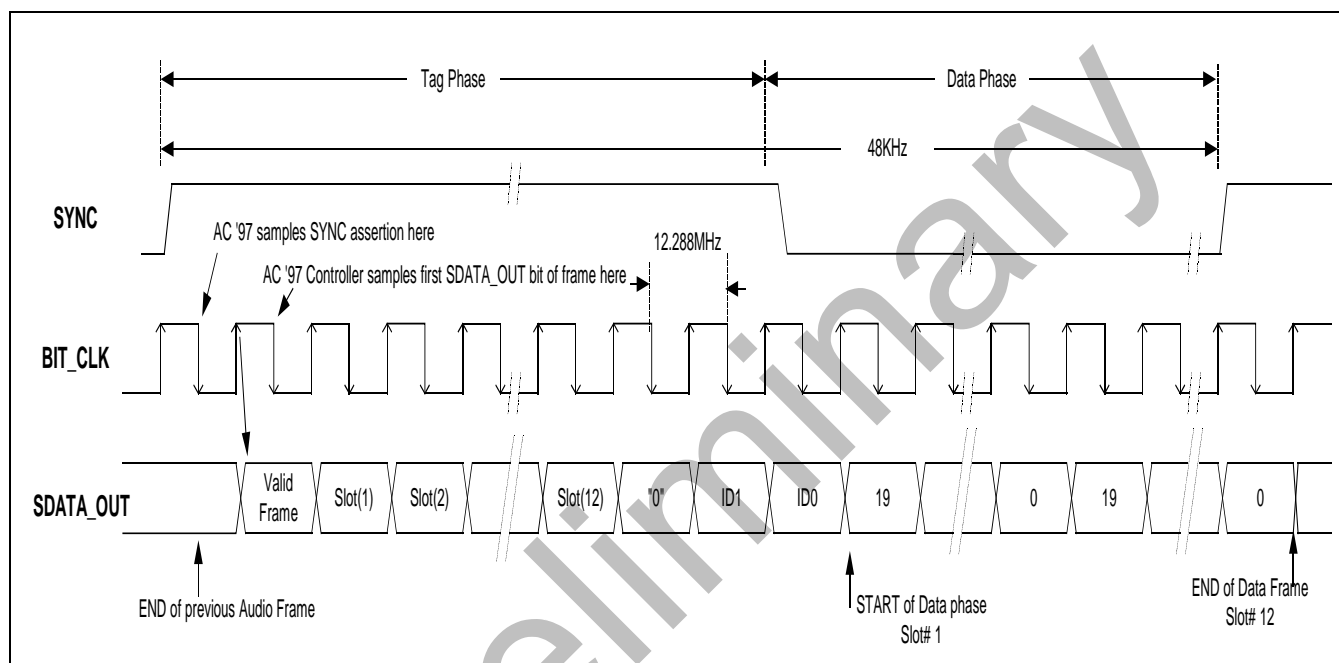 Tag Phase
Data Phase
48KHz
SYNC
AC '97 samples SYNC assertion here
12.288MHz
AC '97 Controller samples first SDATA_OUT bit of frame here
BIT_CLK
SDATA_OUT
Valid
Frame
Slot(1)
Slot(2)
Slot(12)
"0"
ID1
ID0
19
0
19
0
END of previous Audio Frame
START of Data phase
Slot# 1
END of Data Frame
Slot# 12
eliminary